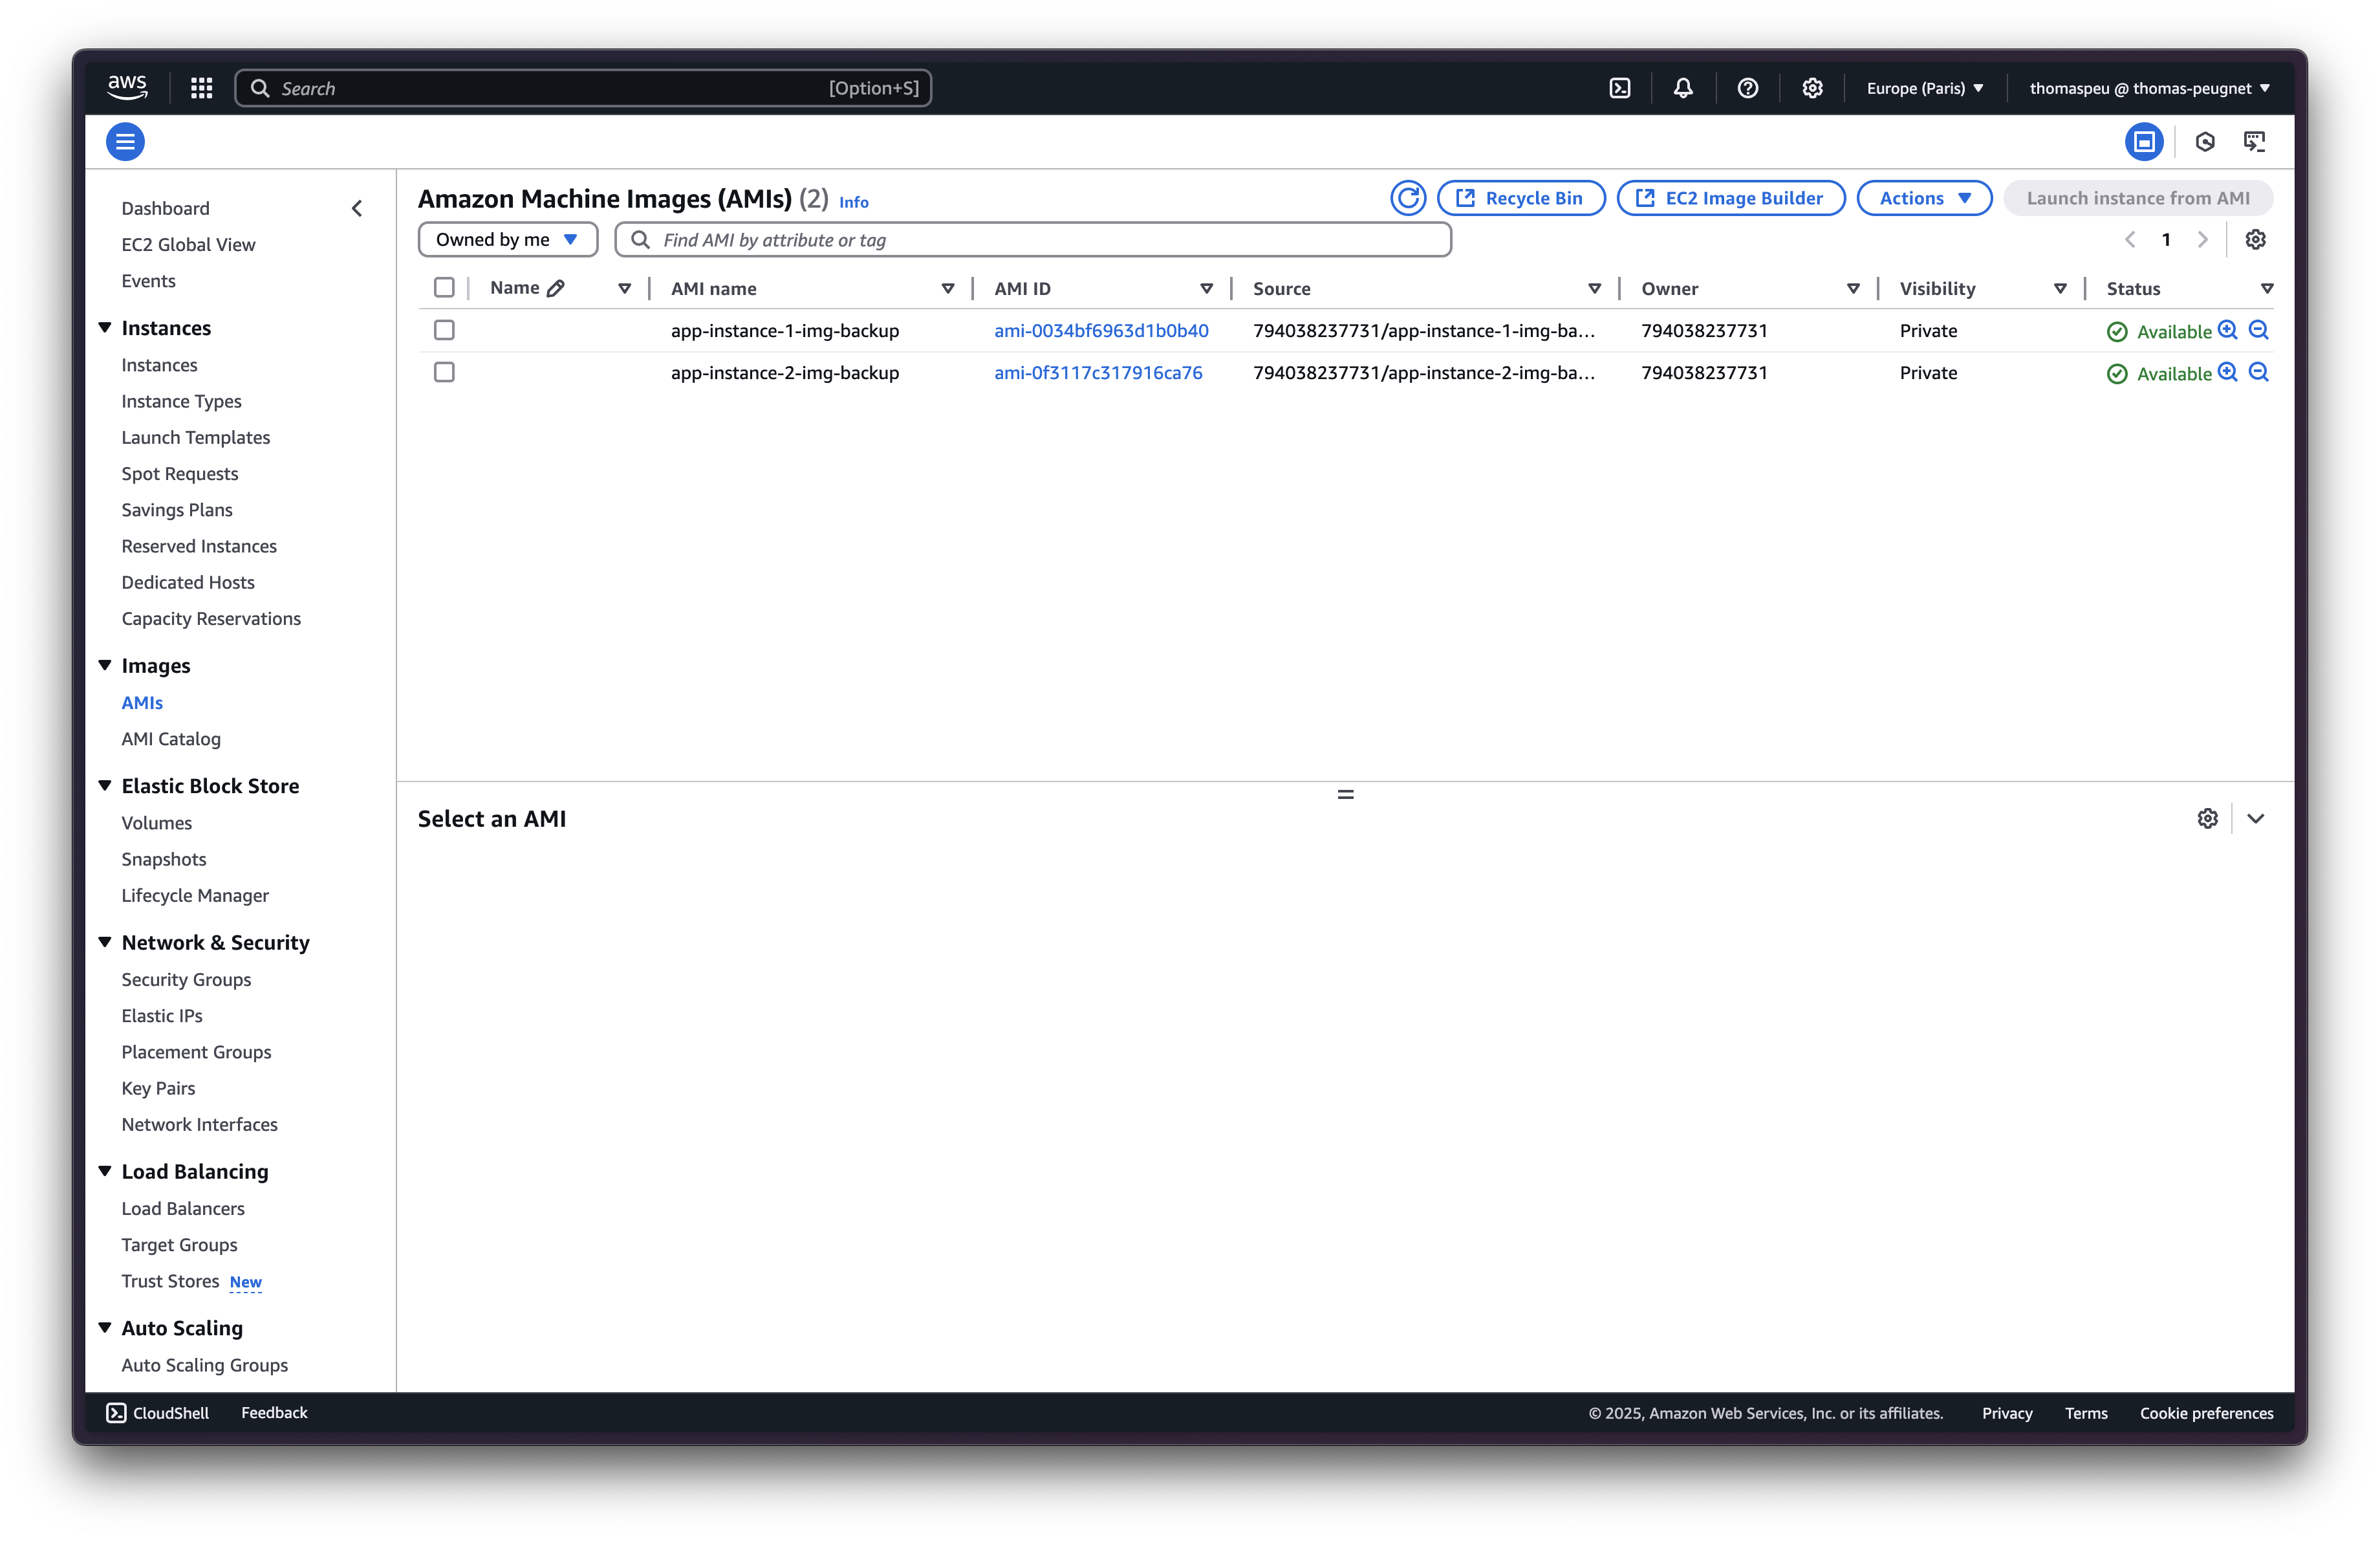 aws
Search [Option+S]
Europe (Paris)
thomaspeu @ thomas-peugnet
Dashboard
EC2 Global View
Events
Instances
Instances
Instance Types
Launch Templates
Spot Requests
Savings Plans
Reserved Instances
Dedicated Hosts
Capacity Reservations
Images
AMIs
AMI Catalog
Elastic Block Store
Volumes
Snapshots
Lifecycle Manager
Network & Security
Security Groups
Elastic IPs
Placement Groups
Key Pairs
Network Interfaces
Load Balancing
Load Balancers
Target Groups
Trust Stores New
Auto Scaling
Auto Scaling Groups
Amazon Machine Images (AMIs) (2) Info
Recycle Bin
EC2 Image Builder
Actions
Launch instance from AMI
Owned by me
Find AMI by attribute or tag
1
Name AMI name AMI ID Source Owner Visibility Status
app-instance-1-img-backup ami-0034bf6963d1b0b40 794038237731/app-instance-1-img-ba... 794038237731 Private Available
app-instance-2-img-backup ami-0f3117c317916ca76 794038237731/app-instance-2-img-ba... 794038237731 Private Available
Select an AMI
CloudShell Feedback
© 2025, Amazon Web Services, Inc. or its affiliates. Privacy Terms Cookie preferences